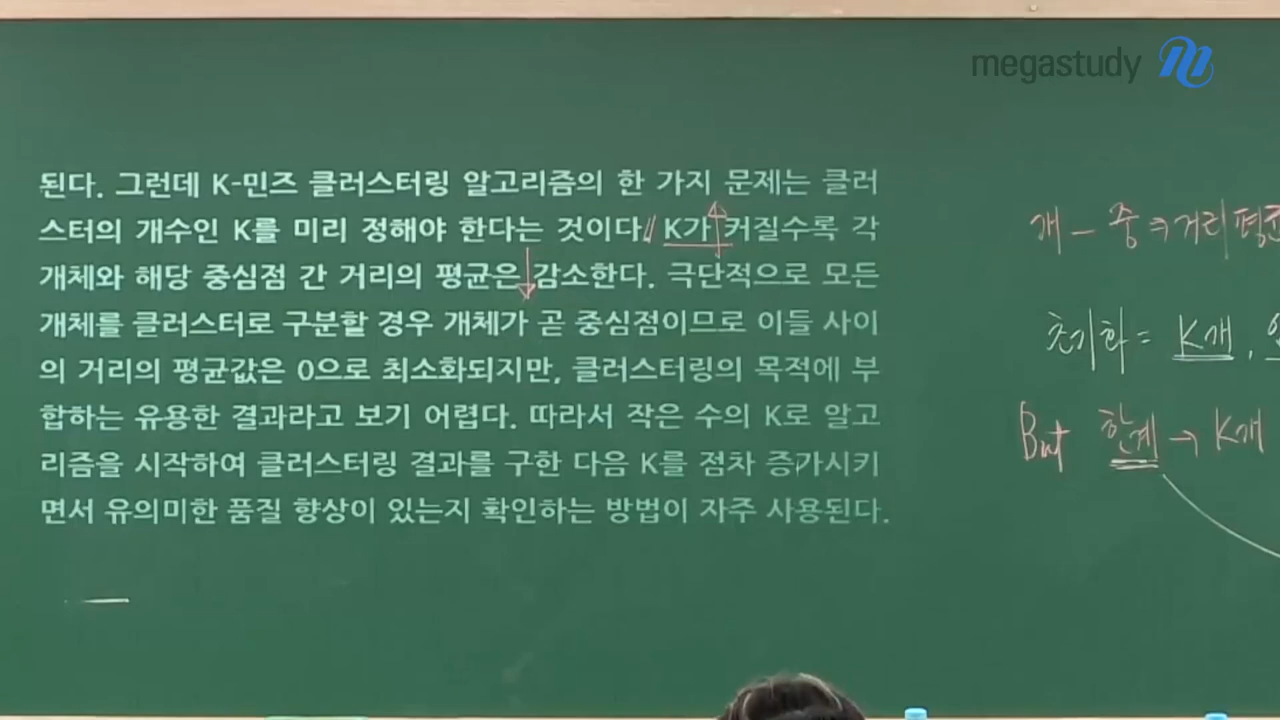 megastudy
된다. 그런데 K-민즈 클러스터링 알고리즘의 한 가지 문제는 클러
스터의 개수인 K를 미리 정해야 한다는 것이다. K가 커질수록 각
개체와 해당 중심점 간 거리의 평균은 감소한다. 극단적으로 모든
개체를 클러스터로 구분할 경우 개체가 곧 중심점이므로 이들 사이
의 거리의 평균값은 0으로 최소화되지만, 클러스터링의 목적에 부
합하는 유용한 결과라고 보기 어렵다. 따라서 작은 수의 K로 알고
리즘을 시작하여 클러스터링 결과를 구한 다음 K를 점차 증가시키
면서 유의미한 품질 향상이 있는지 확인하는 방법이 자주 사용된다.
개 - 중 ⇒ 거리 평균
초기화 = K개,
But 한계 → K개